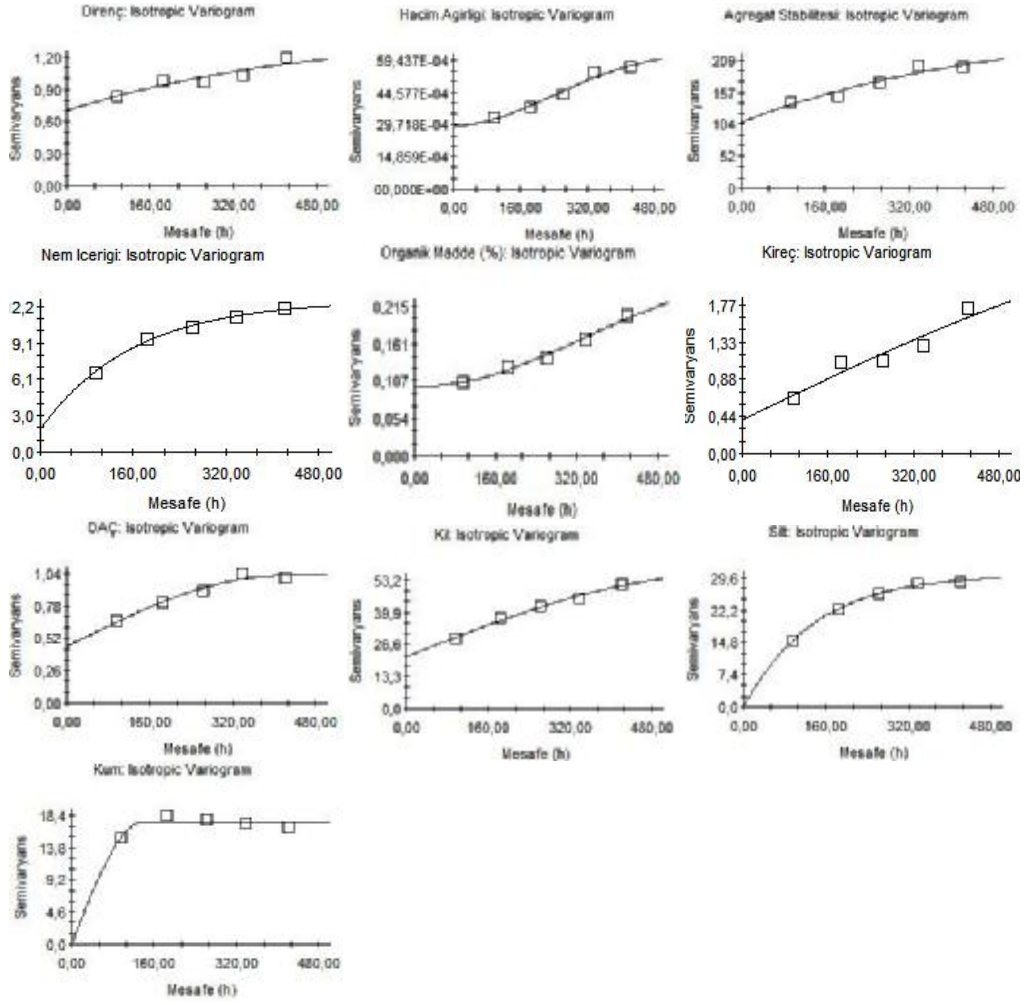 Direnç: Isotropic Variogram
Semivaryans
1,20
0,90
0,60
0,30
0,00
0,00 160,00 320,00 480,00
Mesafe (h)
Hacim Agirligi: Isotropic Variogram
Semivaryans
59,437E-04
44,577E-04
29,718E-04
14,859E-04
00,000E+00
0,00 160,00 320,00 480,00
Mesafe (h)
Agregat Stabilitesi: Isotropic Variogram
Semivaryans
209
157
104
52
0
0,00 160,00 320,00 480,00
Mesafe (h)
Nem Icerigi: Isotropic Variogram
Semivaryans
2,2
9,1
6,1
3,0
0,0
0,00 160,00 320,00 480,00
Mesafe (h)
Organik Madde (%): Isotropic Variogram
Semivaryans
0,215
0,161
0,107
0,054
0,000
0,00 160,00 320,00 480,00
Mesafe (h)
Kireç: Isotropic Variogram
Semivaryans
1,77
1,33
0,88
0,44
0,00
0,00 160,00 320,00 480,00
Mesafe (h)
DAÇ: Isotropic Variogram
Semivaryans
1,04
0,78
0,52
0,26
0,00
0,00 160,00 320,00 480,00
Mesafe (h)
Kil: Isotropic Variogram
Semivaryans
53,2
39,9
26,6
13,3
0,0
0,00 160,00 320,00 480,00
Mesafe (h)
Silt: Isotropic Variogram
Semivaryans
29,6
22,2
14,8
7,4
0,0
0,00 160,00 320,00 480,00
Mesafe (h)
Kum: Isotropic Variogram
Semivaryans
18,4
13,8
9,2
4,6
0,0
0,00 160,00 320,00 480,00
Mesafe (h)